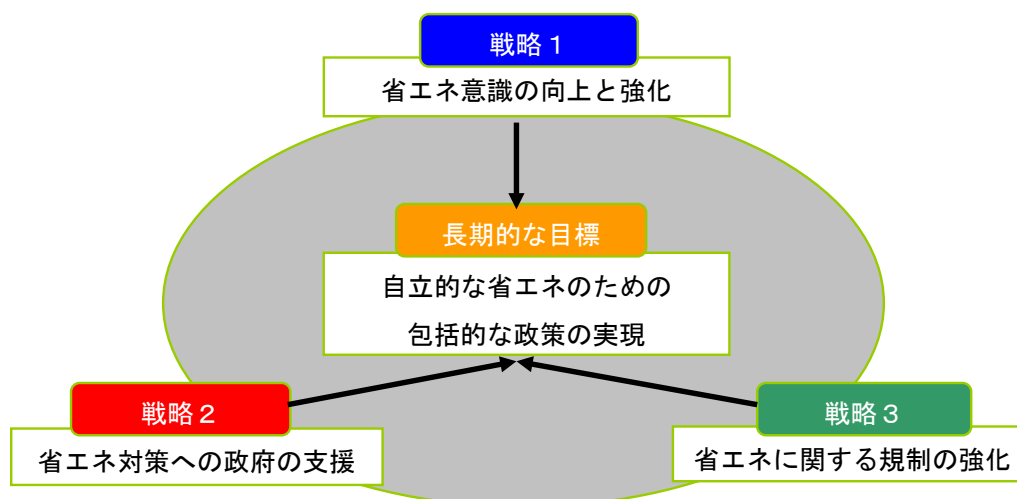 戦略１
省エネ意識の向上と強化
長期的な目標
自立的な省エネのための
包括的な政策の実現
戦略２
省エネ対策への政府の支援
戦略３
省エネに関する規制の強化